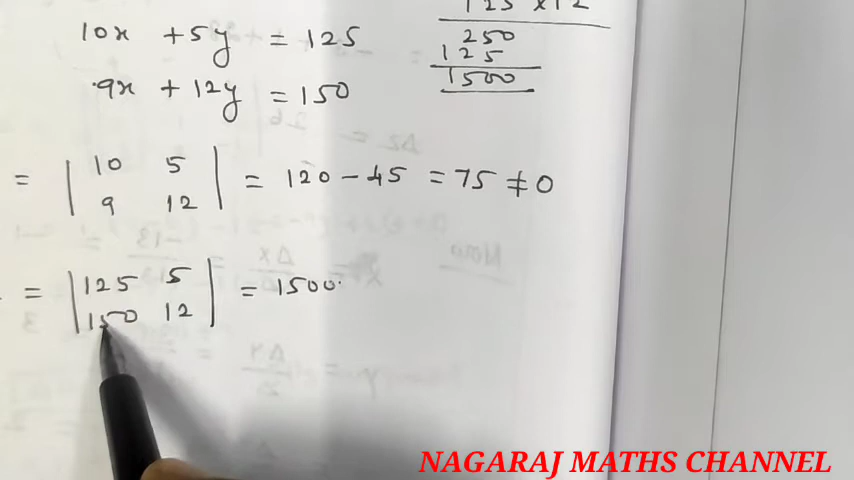 125 x12
10x + 5y = 125
250
125
1500
9x + 12y = 150
= | 10 5 | = 120 - 45 = 75 ≠ 0
| 9 12 |
= | 125 5 | = 1500
| 150 12 |
NAGARAJ MATHS CHANNEL